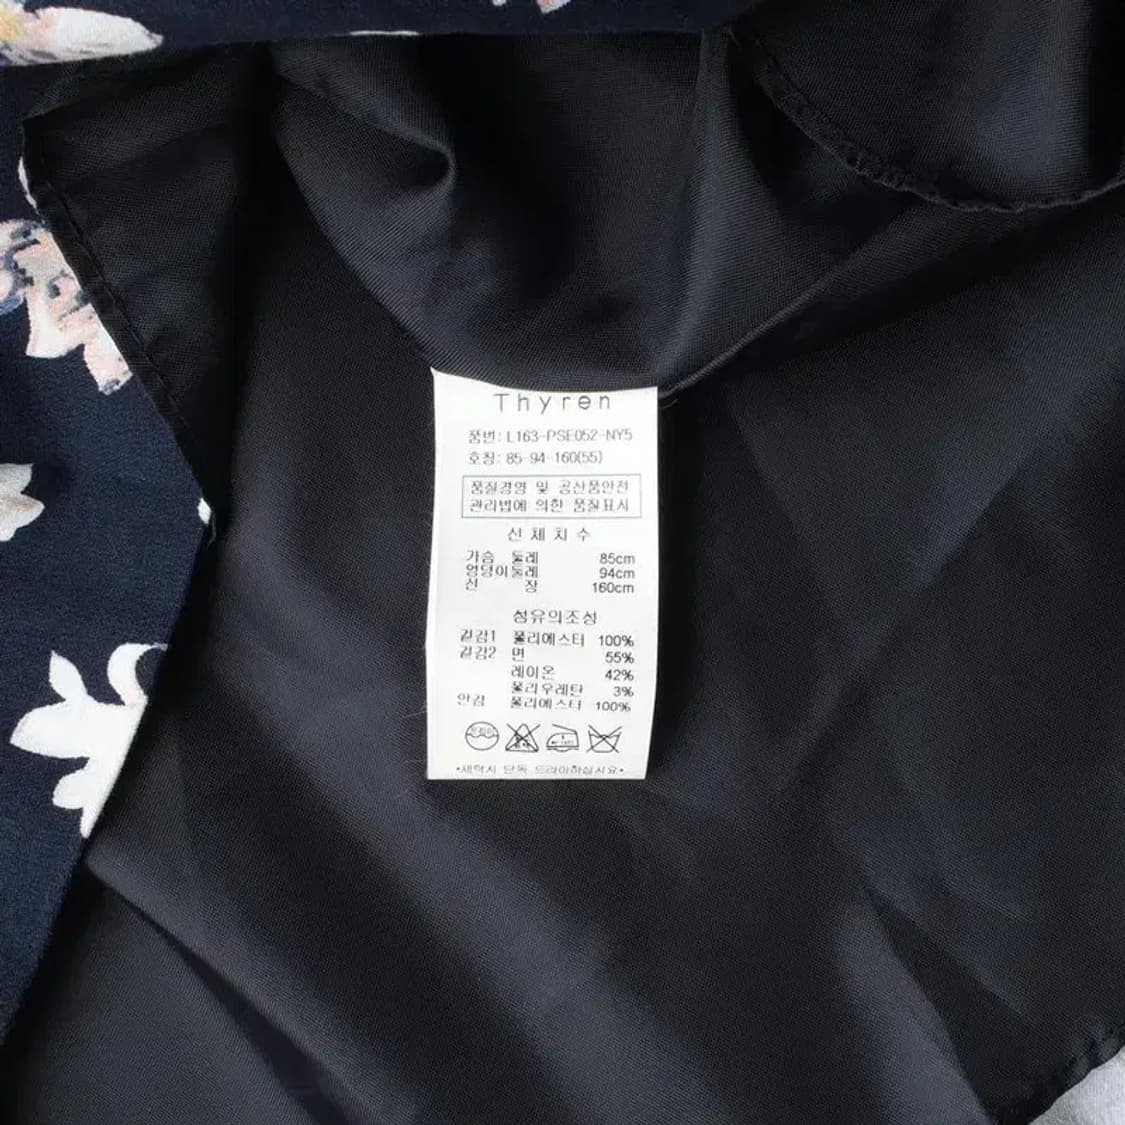 Thyren
품번: L163-PSE052-NY5
호칭: 85-94-160(55)
품질경영 및 공산품안전
관리법에 의한 품질표시
신 체 치 수
가슴 둘레 85cm
엉덩이둘레 94cm
신 장 160cm
섬유의조성
겉감1 폴리에스터 100%
겉감2 면 55%
레이온 42%
폴리우레탄 3%
안감 폴리에스터 100%
*세탁시 단독 드라이하십시요*